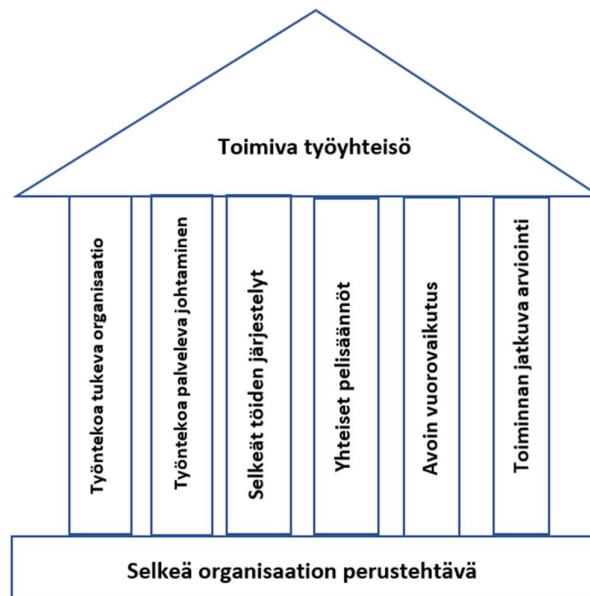 Toimiva työyhteisö
Työntekoa tukeva organisaatio
Työntekoa palveleva johtaminen
Selkeät töiden järjestelyt
Yhteiset pelisäännöt
Avoin vuorovaikutus
Toiminnan jatkuva arviointi
Selkeä organisaation perustehtävä